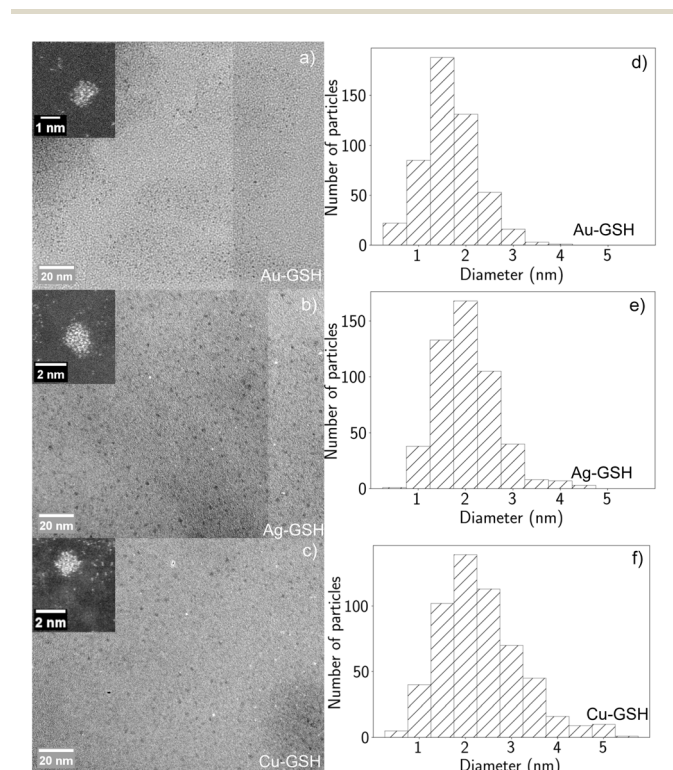 a)
1 nm
20 nm
Au-GSH
b)
2 nm
20 nm
Ag-GSH
c)
2 nm
20 nm
Cu-GSH
d)
Number of particles
150
100
50
0
Au-GSH
1 2 3 4 5
Diameter (nm)
e)
Number of particles
150
100
50
0
Ag-GSH
1 2 3 4 5
Diameter (nm)
f)
Number of particles
100
50
0
Cu-GSH
1 2 3 4 5
Diameter (nm)